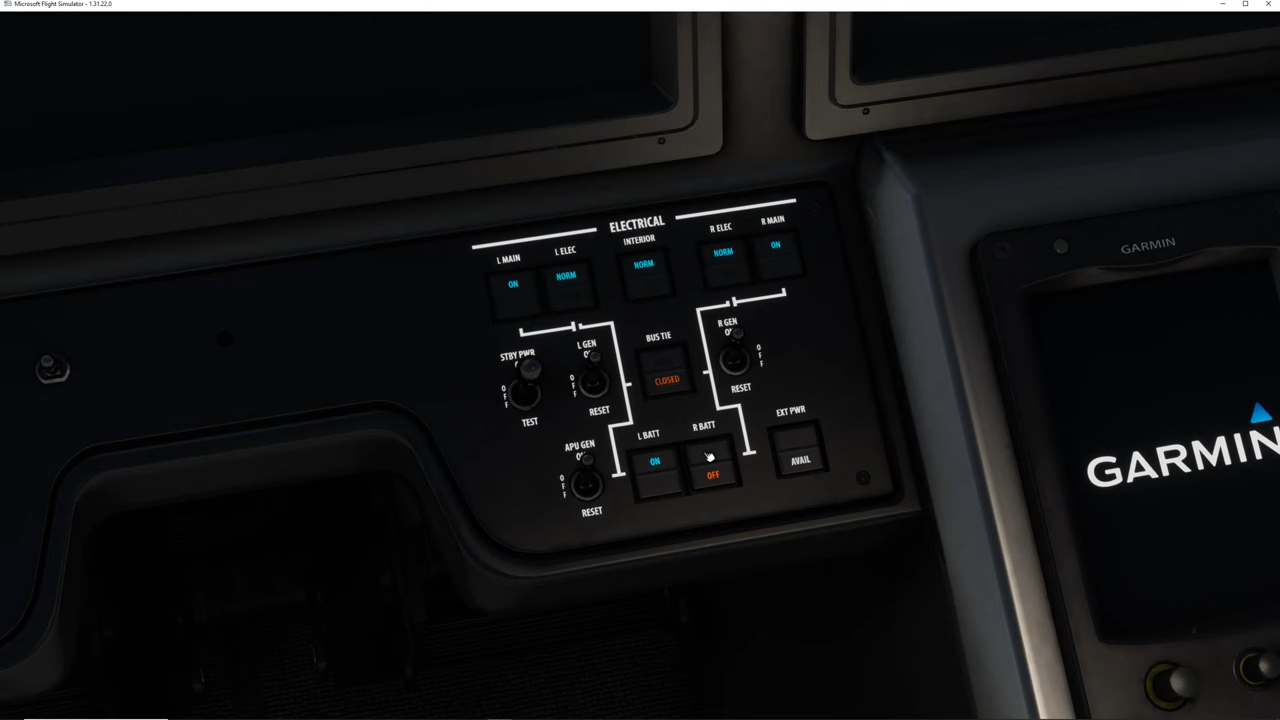 Microsoft Flight Simulator - 1.31.22.0
ELECTRICAL
L MAIN
L ELEC
INTERIOR
R ELEC
R MAIN
ON
NORM
NORM
NORM
ON
STBY PWR
OFF
TEST
L GEN
OFF
RESET
BUS TIE
CLOSED
R GEN
OFF
RESET
APU GEN
OFF
RESET
L BATT
ON
R BATT
OFF
EXT PWR
AVAIL
GARMIN
GARMIN